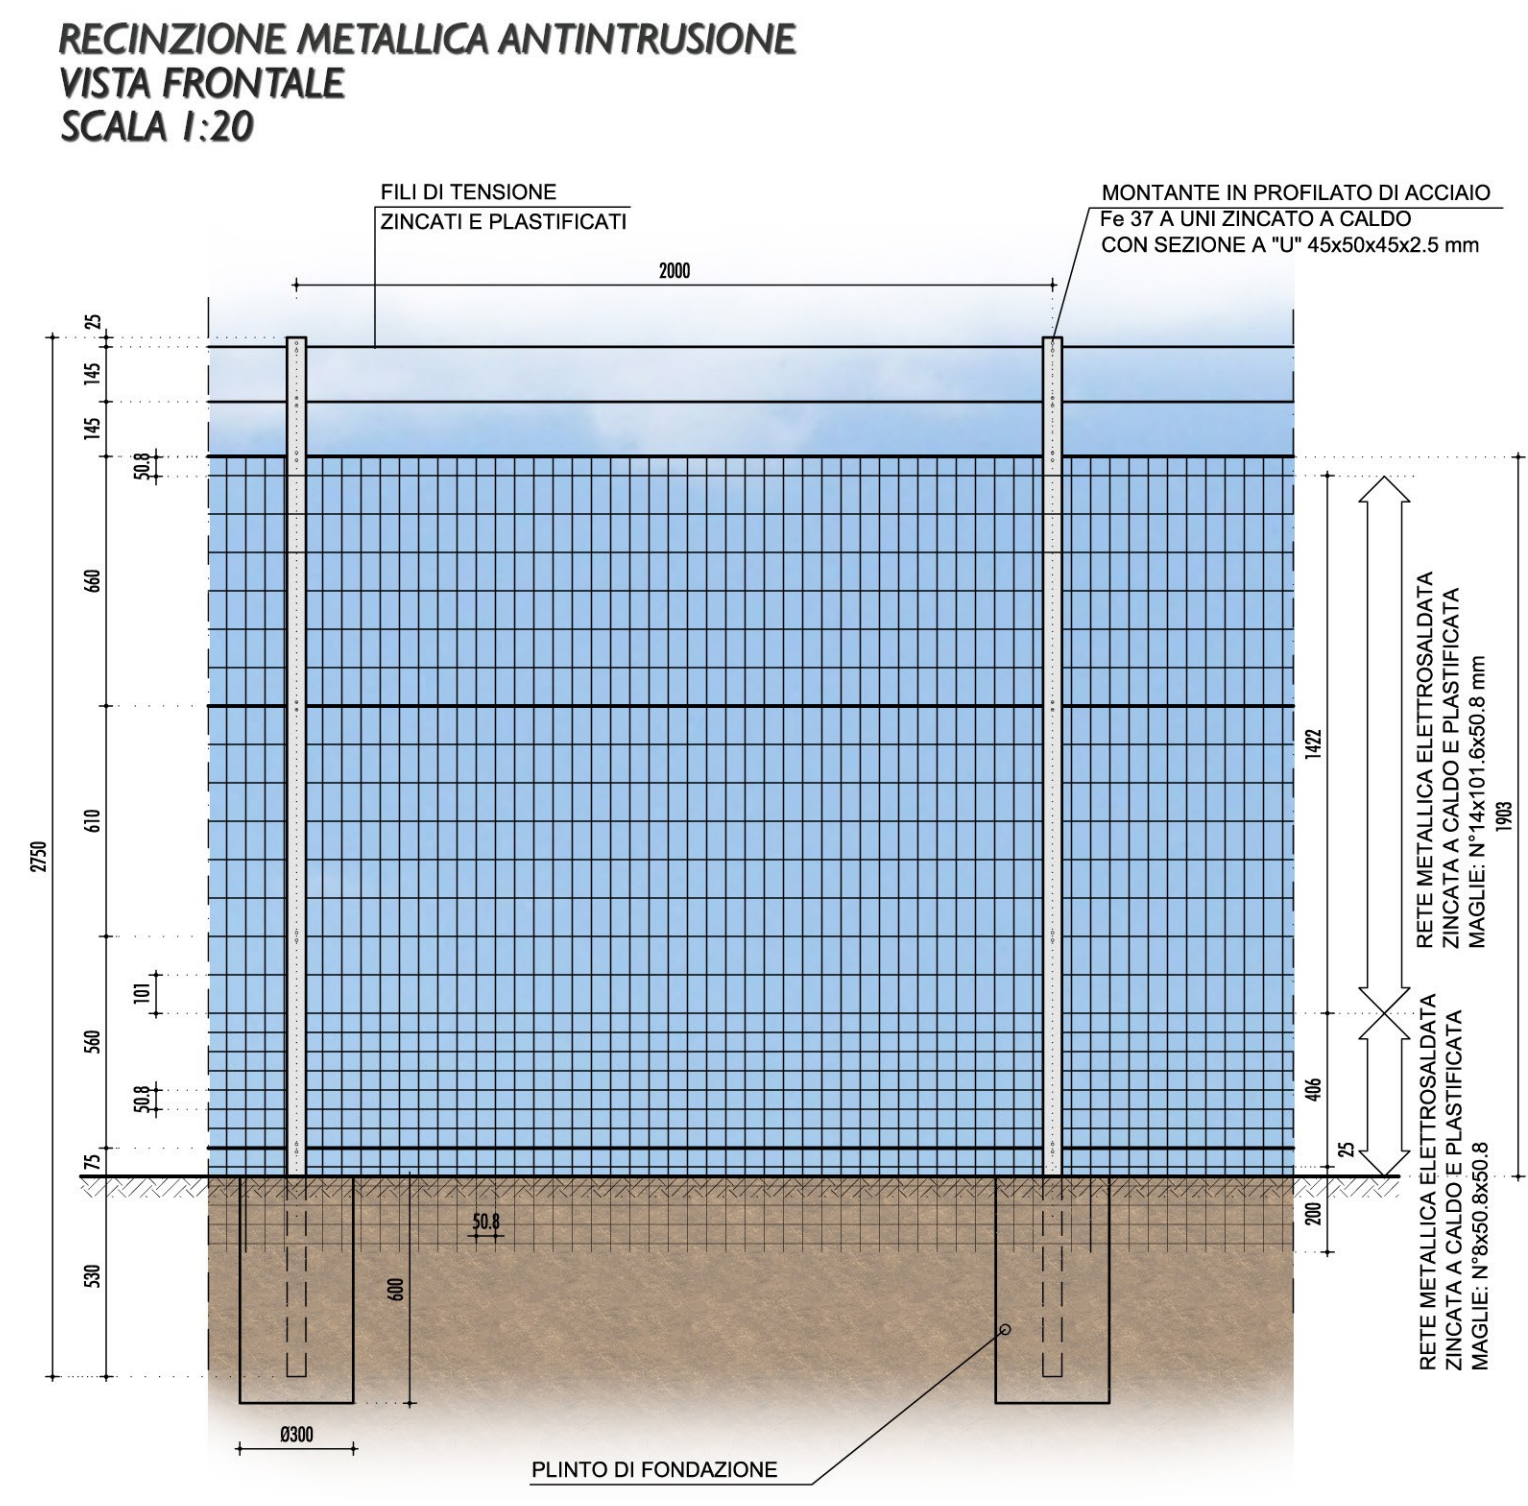 RECINZIONE METALLICA ANTINTRUSIONE
VISTA FRONTALE
SCALA 1:20
FILI DI TENSIONE
ZINCATI E PLASTIFICATI
MONTANTE IN PROFILATO DI ACCIAIO
Fe 37 A UNI ZINCATO A CALDO
CON SEZIONE A "U" 45x50x45x2.5 mm
2000
25
145
145
50.8
660
610
2750
101
560
50.8
75
530
50.8
600
Ø300
1422
406
25
200
1903
RETE METALLICA ELETTROSALDATA
ZINCATA A CALDO E PLASTIFICATA
MAGLIE: N°14x101.6x50.8 mm
RETE METALLICA ELETTROSALDATA
ZINCATA A CALDO E PLASTIFICATA
MAGLIE: N°8x50.8x50.8
PLINTO DI FONDAZIONE